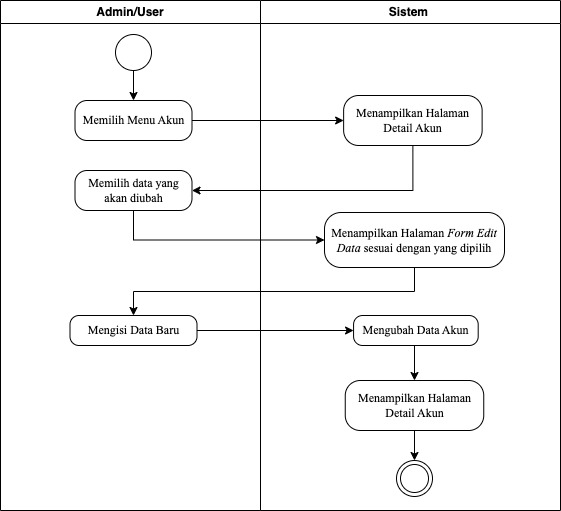 Admin/User
Sistem
Memilih Menu Akun
Menampilkan Halaman
Detail Akun
Memilih data yang
akan diubah
Menampilkan Halaman Form Edit
Data sesuai dengan yang dipilih
Mengisi Data Baru
Mengubah Data Akun
Menampilkan Halaman
Detail Akun